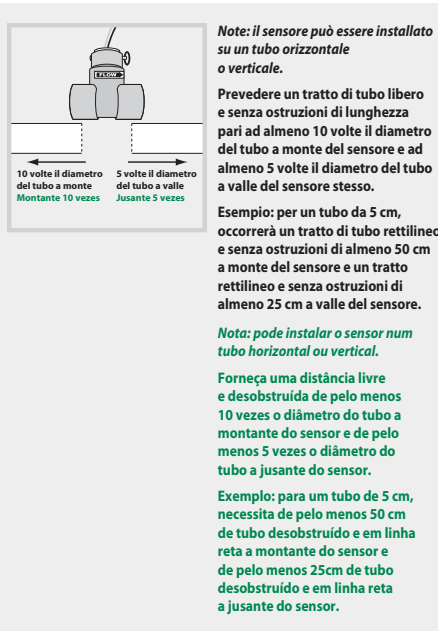 FLOW
10 volte il diametro
del tubo a monte
Montante 10 vezes
5 volte il diametro
del tubo a valle
Jusante 5 vezes
Note: il sensore può essere installato
su un tubo orizzontale
o verticale.
Prevedere un tratto di tubo libero
e senza ostruzioni di lunghezza
pari ad almeno 10 volte il diametro
del tubo a monte del sensore e ad
almeno 5 volte il diametro del tubo
a valle del sensore stesso.
Esempio: per un tubo da 5 cm,
occorrerà un tratto di tubo rettilineo
e senza ostruzioni di almeno 50 cm
a monte del sensore e un tratto
rettilineo e senza ostruzioni di
almeno 25 cm a valle del sensore.
Nota: pode instalar o sensor num
tubo horizontal ou vertical.
Forneça uma distância livre
e desobstruída de pelo menos
10 vezes o diâmetro do tubo a
montante do sensor e de pelo
menos 5 vezes o diâmetro do
tubo a jusante do sensor.
Exemplo: para um tubo de 5 cm,
necessita de pelo menos 50 cm
de tubo desobstruído e em linha
reta a montante do sensor e
de pelo menos 25cm de tubo
desobstruído e em linha reta
a jusante do sensor.